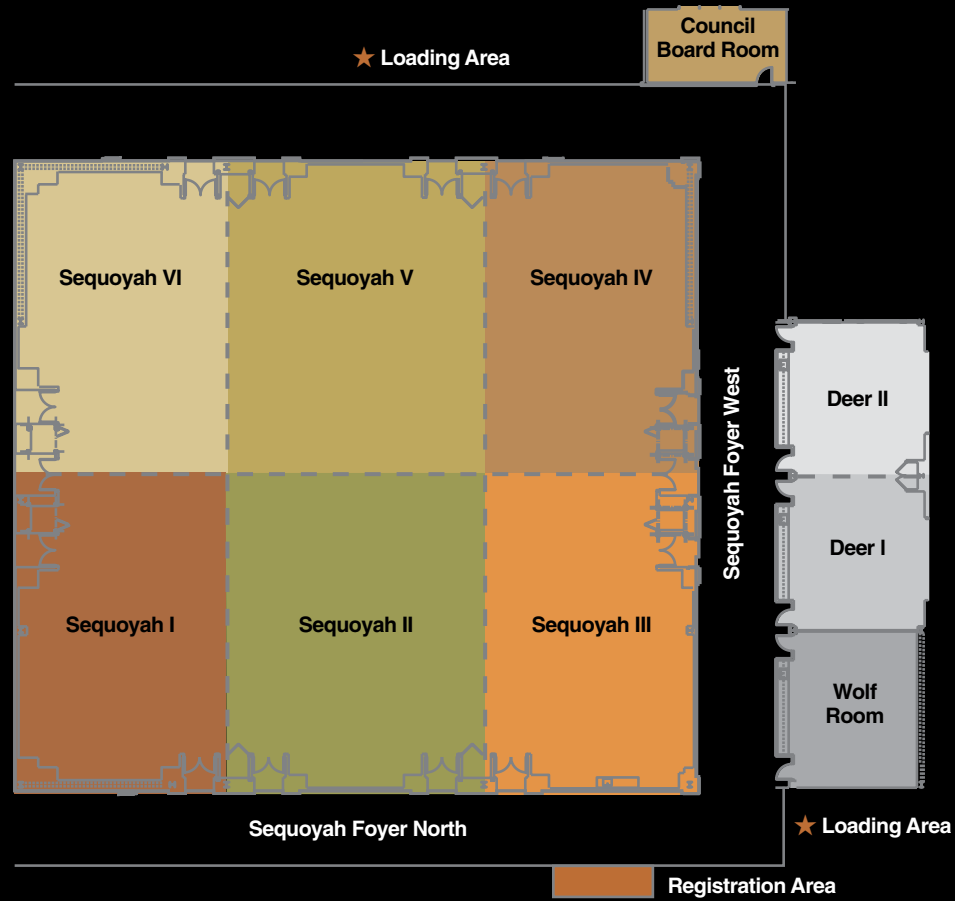 Council
Board Room
★ Loading Area
Sequoyah VI
Sequoyah V
Sequoyah IV
Sequoyah Foyer West
Deer II
Deer I
Sequoyah I
Sequoyah II
Sequoyah III
Wolf
Room
Sequoyah Foyer North
★ Loading Area
Registration Area